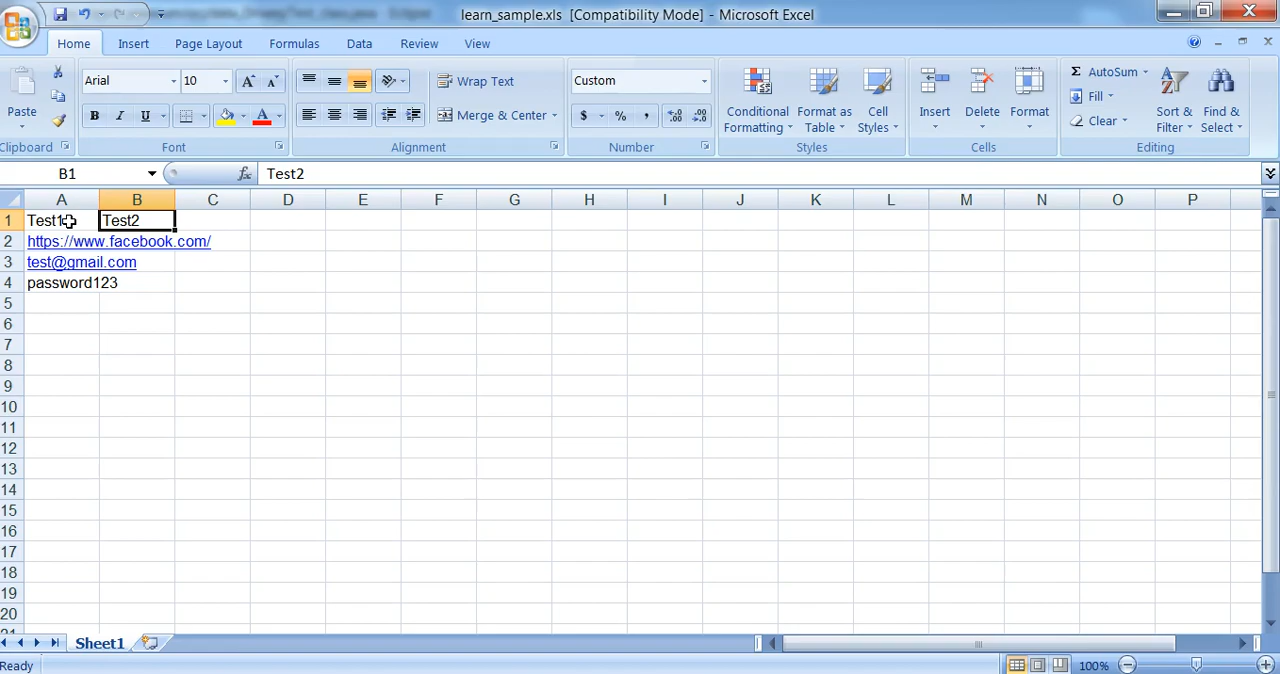 learn_sample.xls [Compatibility Mode] - Microsoft Excel
Home Insert Page Layout Formulas Data Review View
Paste
Clipboard
Arial 10
B I U
Font
Wrap Text
Merge & Center
Alignment
Custom
$ % ,
Number
Conditional Formatting
Format as Table
Cell Styles
Styles
Insert Delete Format
Cells
Σ AutoSum
Fill
Clear
Sort & Filter
Find & Select
Editing
B1 fx Test2
A B C D E F G H I J K L M N O P
1 Test1 Test2
2 https://www.facebook.com/
3 test@gmail.com
4 password123
5
6
7
8
9
10
11
12
13
14
15
16
17
18
19
20
21
Sheet1
Ready 100%